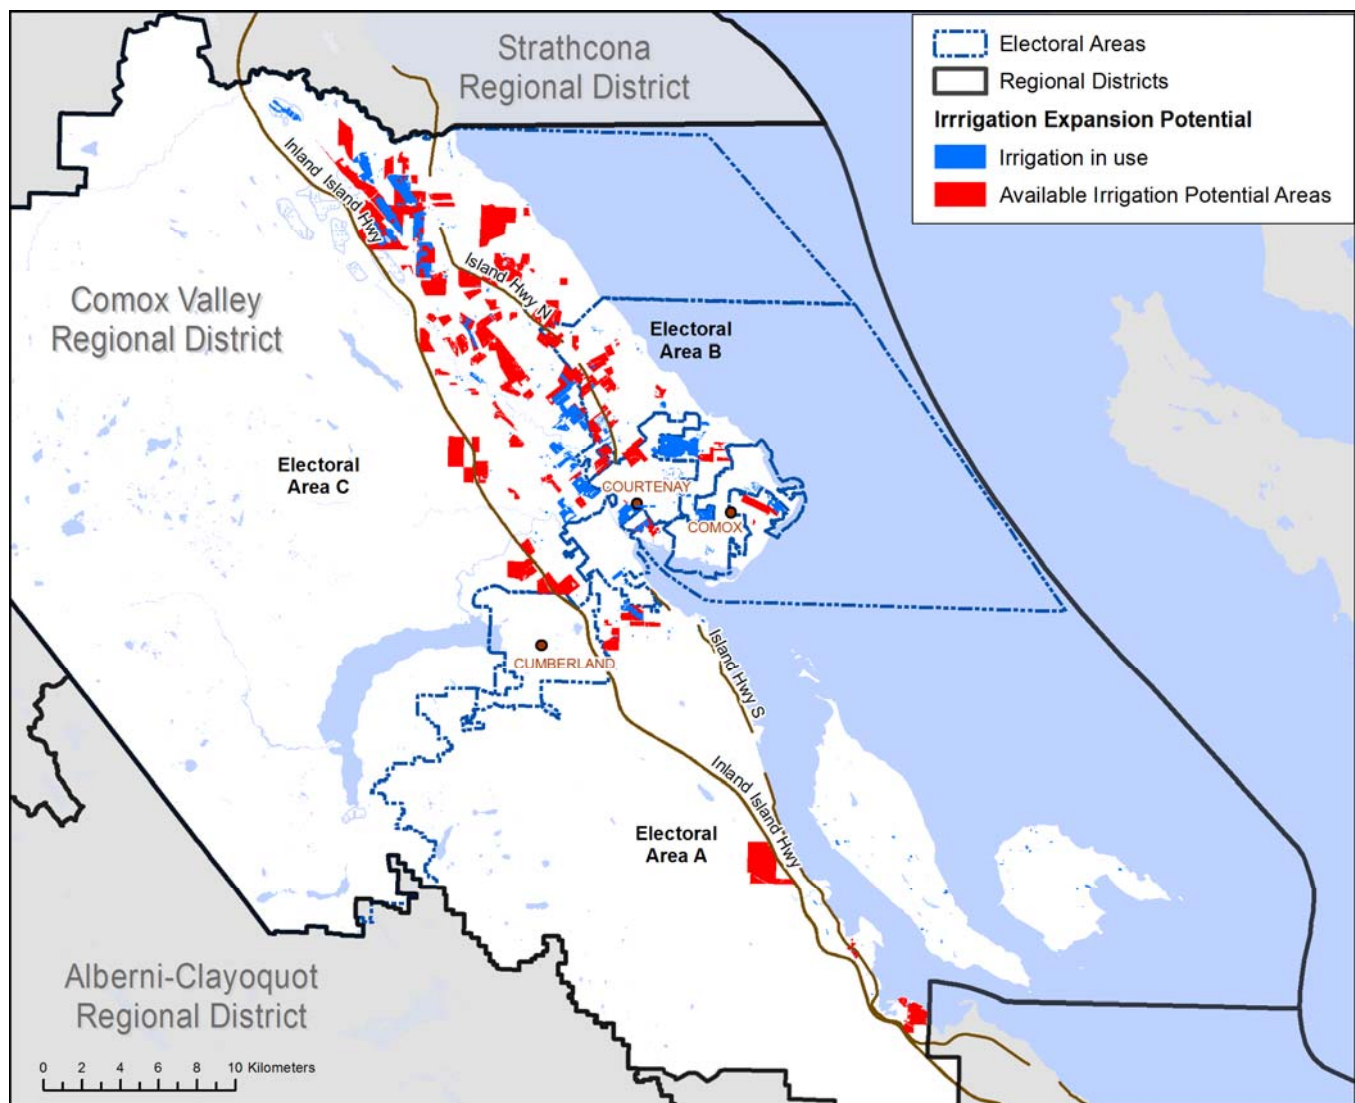 Strathcona
Regional District
Electoral Areas
Regional Districts
Irrrigation Expansion Potential
Irrigation in use
Available Irrigation Potential Areas
Inland Island Hwy
Island Hwy N
Comox Valley
Regional District
Electoral
Area B
Electoral
Area C
COURTENAY
COMOX
CUMBERLAND
Island Hwy S
Inland Island Hwy
Electoral
Area A
Alberni-Clayoquot
Regional District
0 2 4 6 8 10 Kilometers